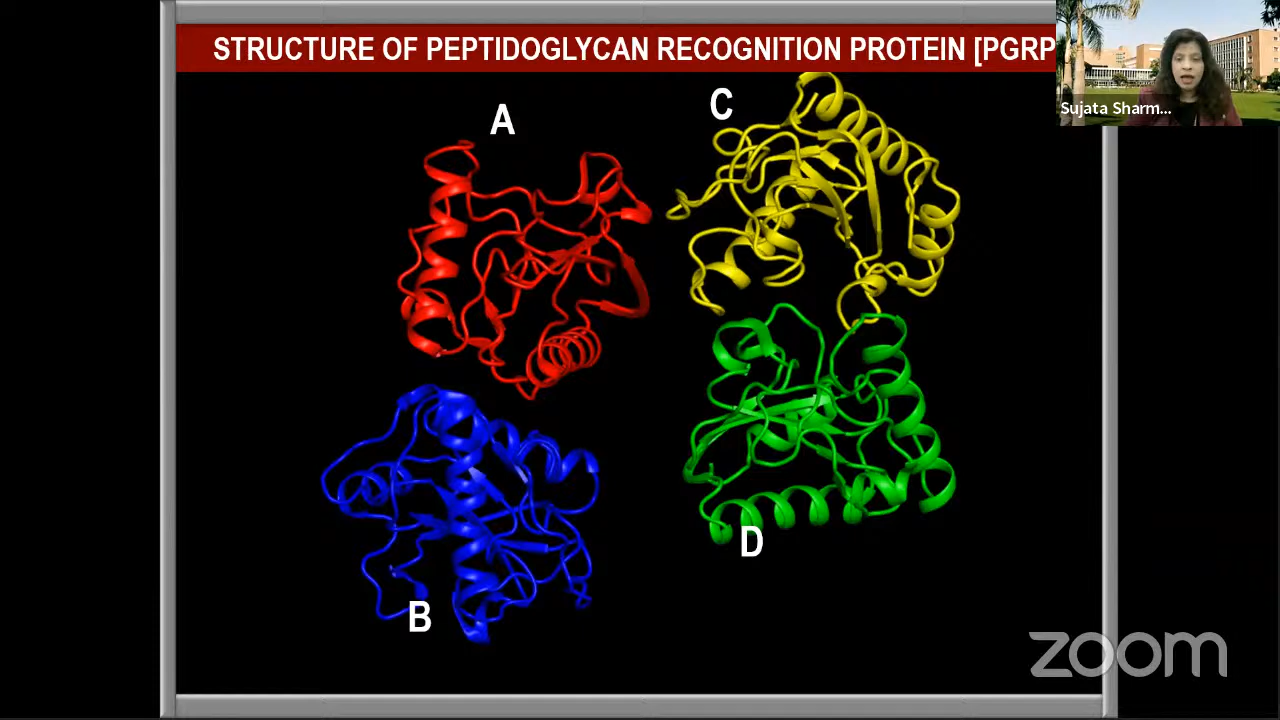 STRUCTURE OF PEPTIDOGLYCAN RECOGNITION PROTEIN [PGRP
Sujata Sharm...
A
C
B
D
zoom